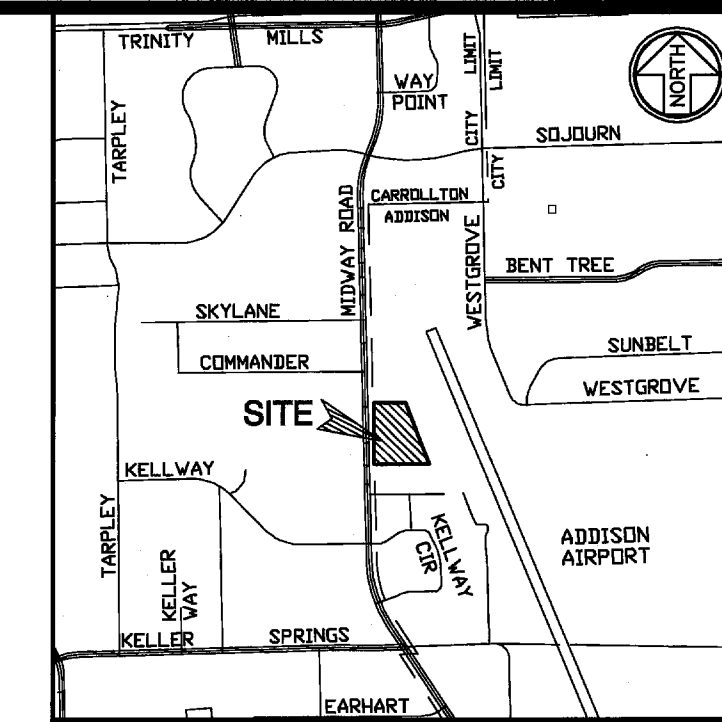 TRINITY MILLS
WAY
POINT
CITY LIMIT
CITY LIMIT
NORTH
TARPLEY
SOJOURN
CARROLLTON
ADDISON
MIDWAY ROAD
WESTGROVE
BENT TREE
SKYLANE
COMMANDER
SUNBELT
WESTGROVE
SITE
KELLWAY
KELLWAY
CIR
ADDISON
AIRPORT
TARPLEY
KELLER
WAY
KELLER SPRINGS
EARHART